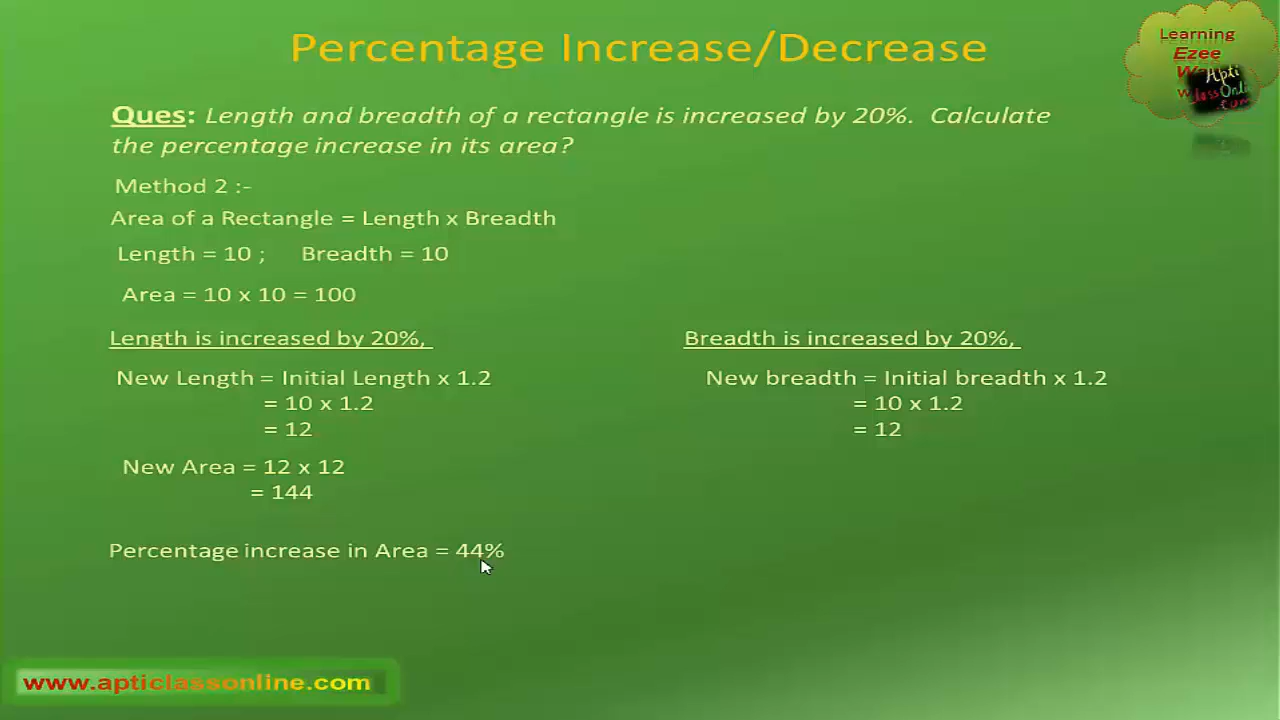 Percentage Increase/Decrease
Learning
Ezee
Apti
Class Onli
com
Ques: Length and breadth of a rectangle is increased by 20%. Calculate
the percentage increase in its area?
Method 2 :-
Area of a Rectangle = Length x Breadth
Length = 10 ; Breadth = 10
Area = 10 x 10 = 100
Length is increased by 20%,
New Length = Initial Length x 1.2
= 10 x 1.2
= 12
Breadth is increased by 20%,
New breadth = Initial breadth x 1.2
= 10 x 1.2
= 12
New Area = 12 x 12
= 144
Percentage increase in Area = 44%
www.apticlassonline.com